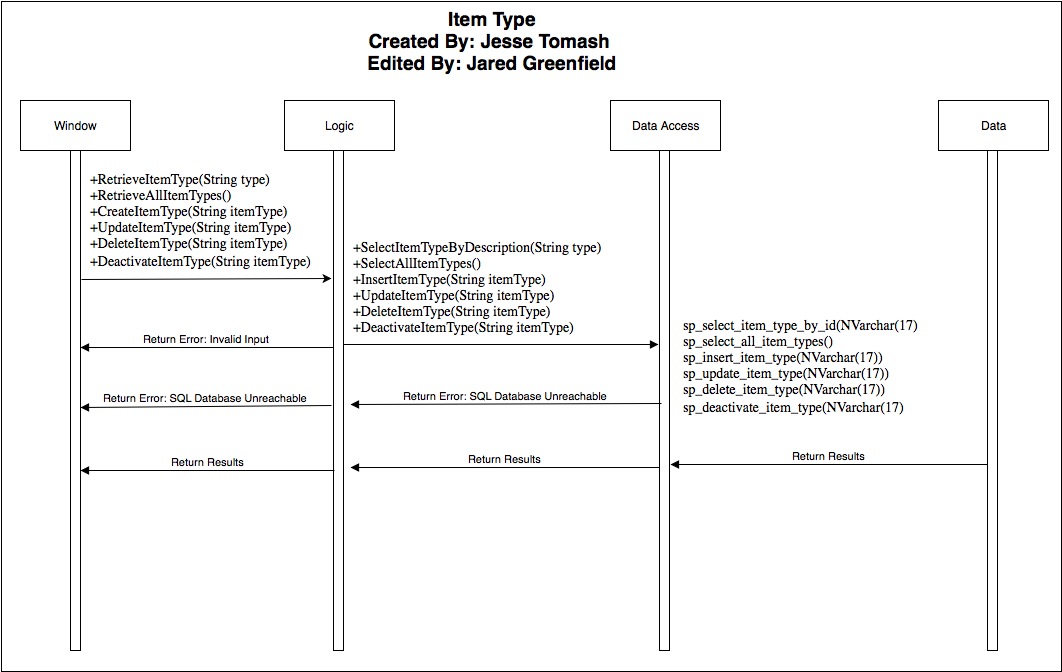 Item Type
Created By: Jesse Tomash
Edited By: Jared Greenfield
Window
Logic
Data Access
Data
+RetrieveItemType(String type)
+RetrieveAllItemTypes()
+CreateItemType(String itemType)
+UpdateItemType(String itemType)
+DeleteItemType(String itemType)
+DeactivateItemType(String itemType)
+SelectItemTypeByDescription(String type)
+SelectAllItemTypes()
+InsertItemType(String itemType)
+UpdateItemType(String itemType)
+DeleteItemType(String itemType)
+DeactivateItemType(String itemType)
sp_select_item_type_by_id(NVarchar(17)
sp_select_all_item_types()
sp_insert_item_type(NVarchar(17))
sp_update_item_type(NVarchar(17))
sp_delete_item_type(NVarchar(17))
sp_deactivate_item_type(NVarchar(17)
Return Error: Invalid Input
Return Error: SQL Database Unreachable
Return Error: SQL Database Unreachable
Return Results
Return Results
Return Results